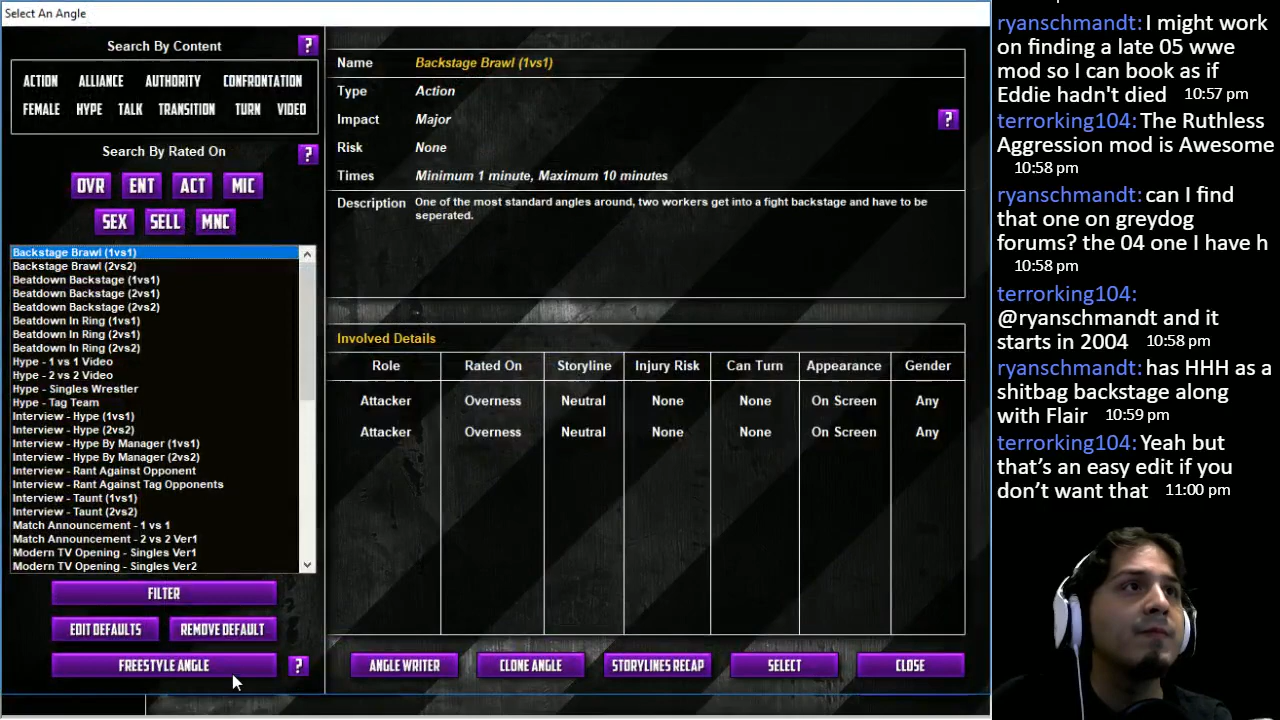 Select An Angle
Search By Content
?
ACTION ALLIANCE AUTHORITY CONFRONTATION
FEMALE HYPE TALK TRANSITION TURN VIDEO
Search By Rated On
?
OVR ENT ACT MIC
SEX SELL MNC
Backstage Brawl (1vs1)
Backstage Brawl (2vs2)
Beatdown Backstage (1vs1)
Beatdown Backstage (2vs1)
Beatdown Backstage (2vs2)
Beatdown In Ring (1vs1)
Beatdown In Ring (2vs1)
Beatdown In Ring (2vs2)
Hype - 1 vs 1 Video
Hype - 2 vs 2 Video
Hype - Singles Wrestler
Hype - Tag Team
Interview - Hype (1vs1)
Interview - Hype (2vs2)
Interview - Hype By Manager (1vs1)
Interview - Hype By Manager (2vs2)
Interview - Rant Against Opponent
Interview - Rant Against Tag Opponents
Interview - Taunt (1vs1)
Interview - Taunt (2vs2)
Match Announcement - 1 vs 1
Match Announcement - 2 vs 2 Ver1
Modern TV Opening - Singles Ver1
Modern TV Opening - Singles Ver2
FILTER
EDIT DEFAULTS REMOVE DEFAULT
FREESTYLE ANGLE ?
Name Backstage Brawl (1vs1)
Type Action
Impact Major
?
Risk None
Times Minimum 1 minute, Maximum 10 minutes
Description One of the most standard angles around, two workers get into a fight backstage and have to be
seperated.
Involved Details
Role Rated On Storyline Injury Risk Can Turn Appearance Gender
Attacker Overness Neutral None None On Screen Any
Attacker Overness Neutral None None On Screen Any
ANGLE WRITER CLONE ANGLE STORYLINES RECAP SELECT CLOSE
ryanschmandt: I might work
on finding a late 05 wwe
mod so I can book as if
Eddie hadn't died 10:57 pm
terrorking104: The Ruthless
Aggression mod is Awesome
10:58 pm
ryanschmandt: can I find
that one on greydog
forums? the 04 one I have h
10:58 pm
terrorking104:
@ryanschmandt and it
starts in 2004 10:58 pm
ryanschmandt: has HHH as a
shitbag backstage along
with Flair 10:59 pm
terrorking104: Yeah but
that's an easy edit if you
don't want that 11:00 pm